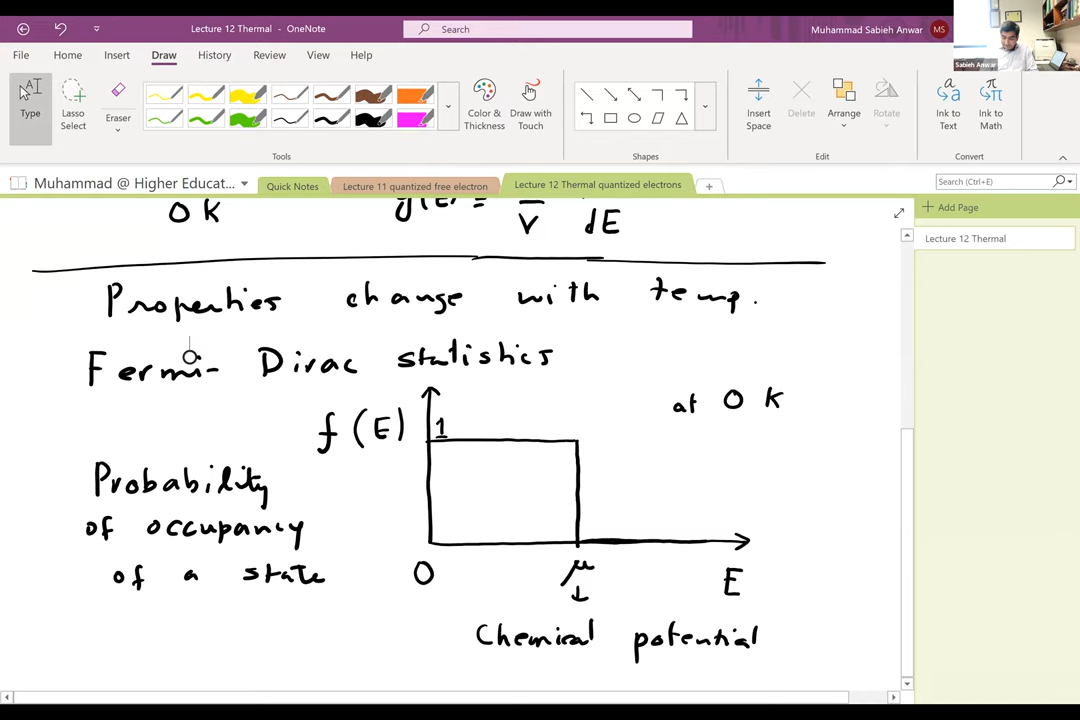 Lecture 12 Thermal - OneNote
Search
Muhammad Sabieh Anwar
MS
Sabieh Anwar
File
Home
Insert
Draw
History
Review
View
Help
Type
Lasso Select
Eraser
Color & Thickness
Draw with Touch
Insert Space
Delete
Arrange
Rotate
Ink to Text
Ink to Math
Tools
Shapes
Edit
Convert
Muhammad @ Higher Educat...
Quick Notes
Lecture 11 quantized free electron
Lecture 12 Thermal quantized electrons
Search (Ctrl+E)
Add Page
Lecture 12 Thermal
0 K
g(E) =
V
dE
Properties change with temp.
Fermi- Dirac statistics
at 0 K
f(E)
1
Probability
of occupancy
of a state
0
μ
E
Chemical potential